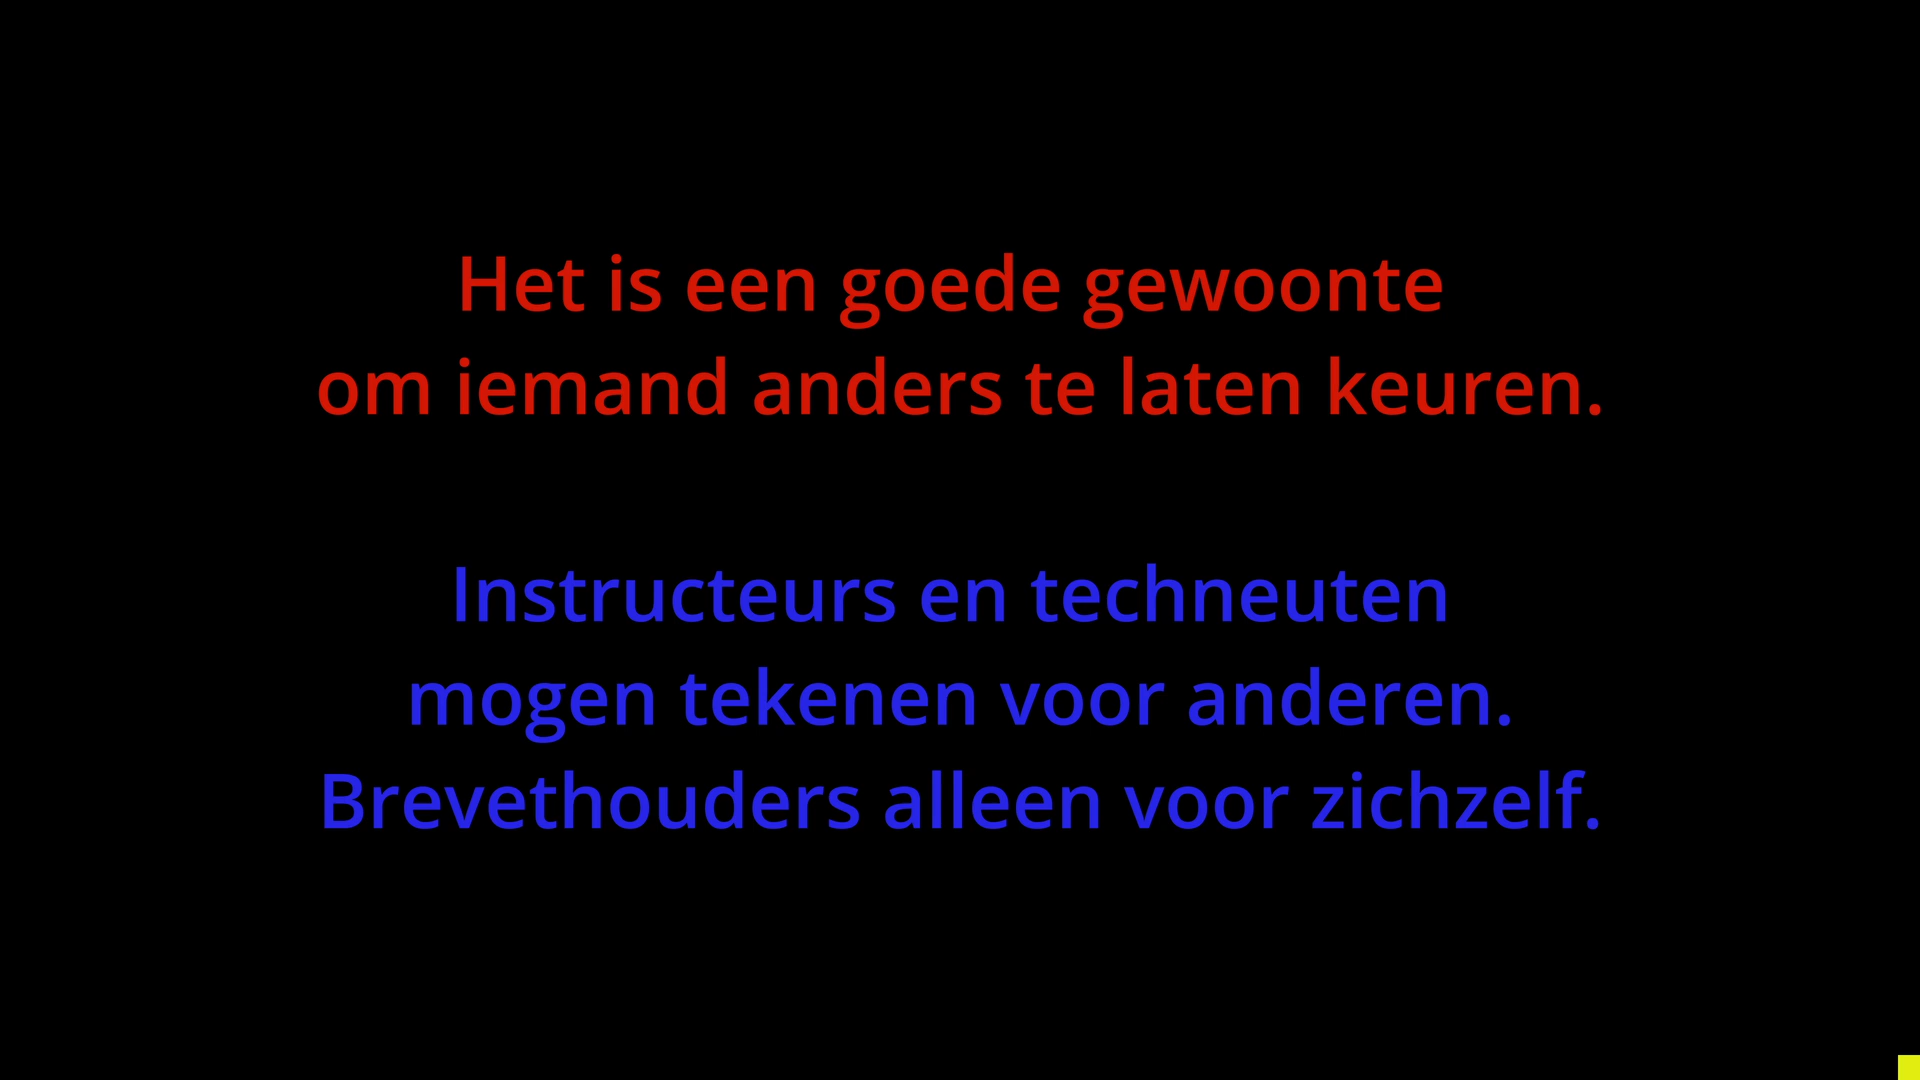 Het is een goede gewoonte
om iemand anders te laten keuren.
Instructeurs en techneuten
mogen tekenen voor anderen.
Brevethouders alleen voor zichzelf.